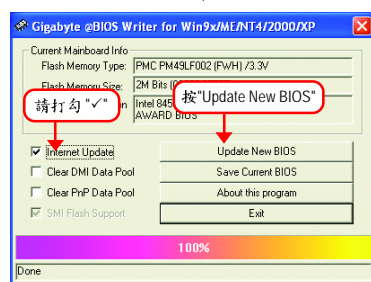 Gigabyte @BIOS Writer for Win9x/ME/NT4/2000/XP
Current Mainboard Info
Flash Memory Type: PMC PM49LF002 (FWH) /3.3V
Flash Memory Size: 2M Bits
請打勾"✓"
按"Update New BIOS"
Intel 845
AWARD BIOS
Internet Update
Update New BIOS
Clear DMI Data Pool
Save Current BIOS
Clear PnP Data Pool
About this program
SMI Flash Support
Exit
100%
Done